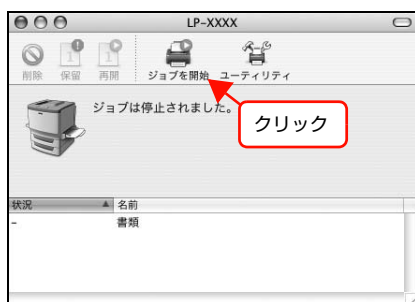 LP-XXXX
削除 保留 再開 ジョブを開始 ユーティリティ
ジョブは停止されました。
クリック
状況 名前
- 書類